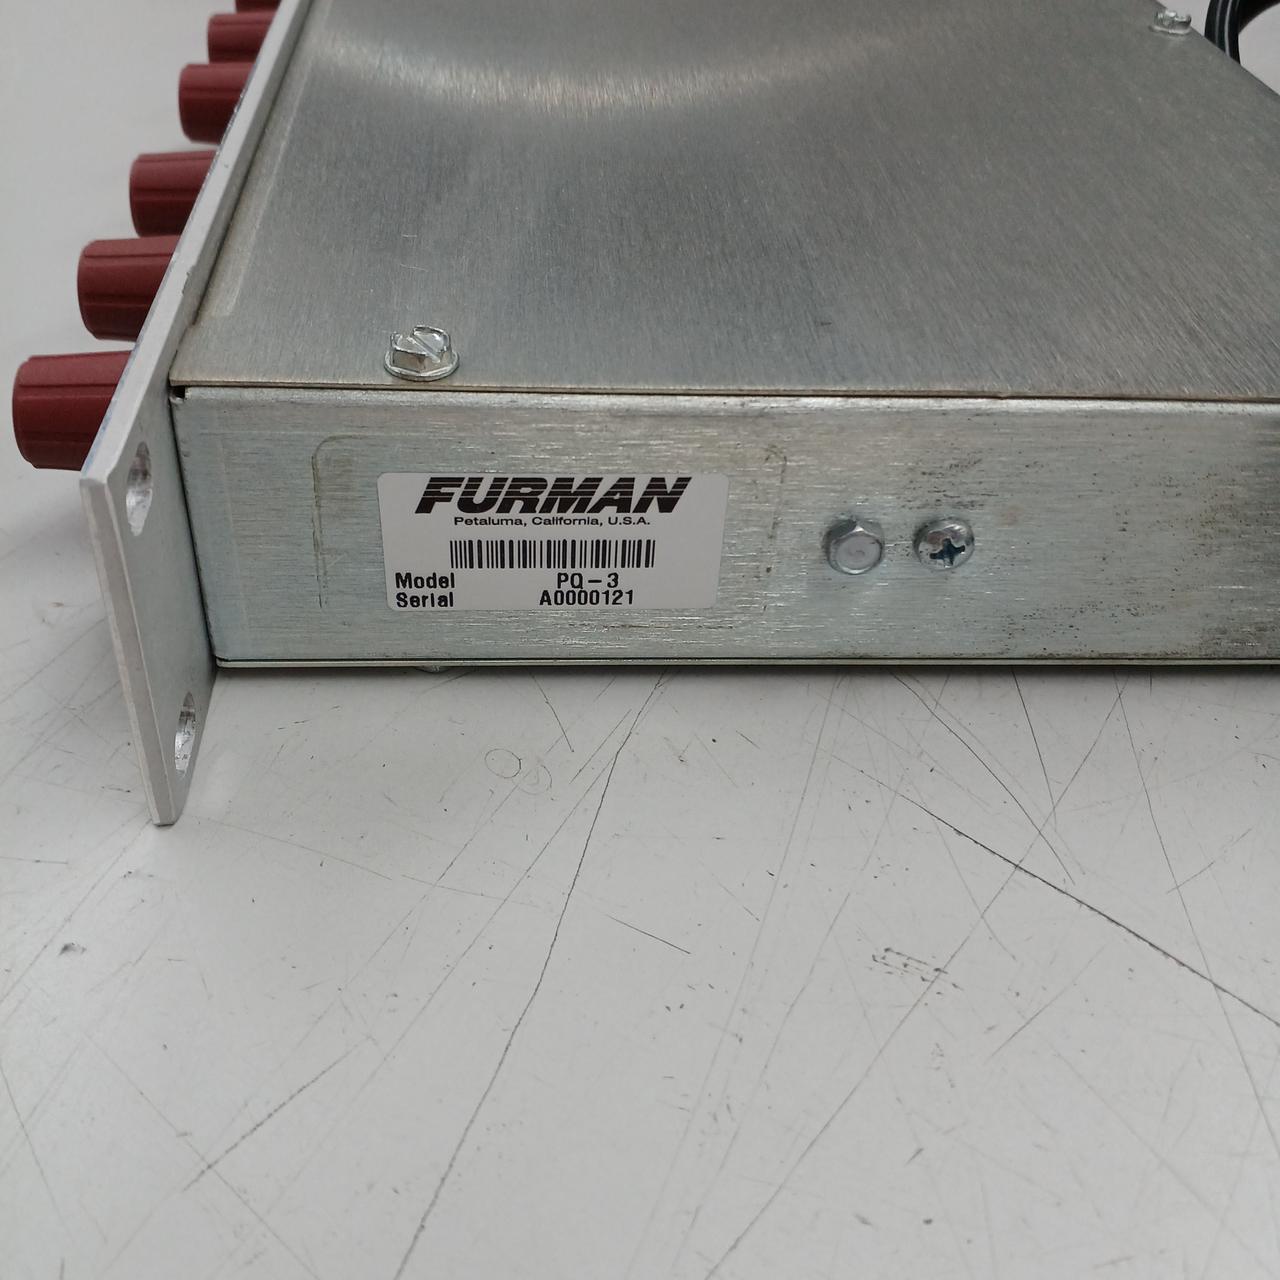 FURMAN
Petaluma, California, U.S.A.
Model PQ-3
Serial A0000121